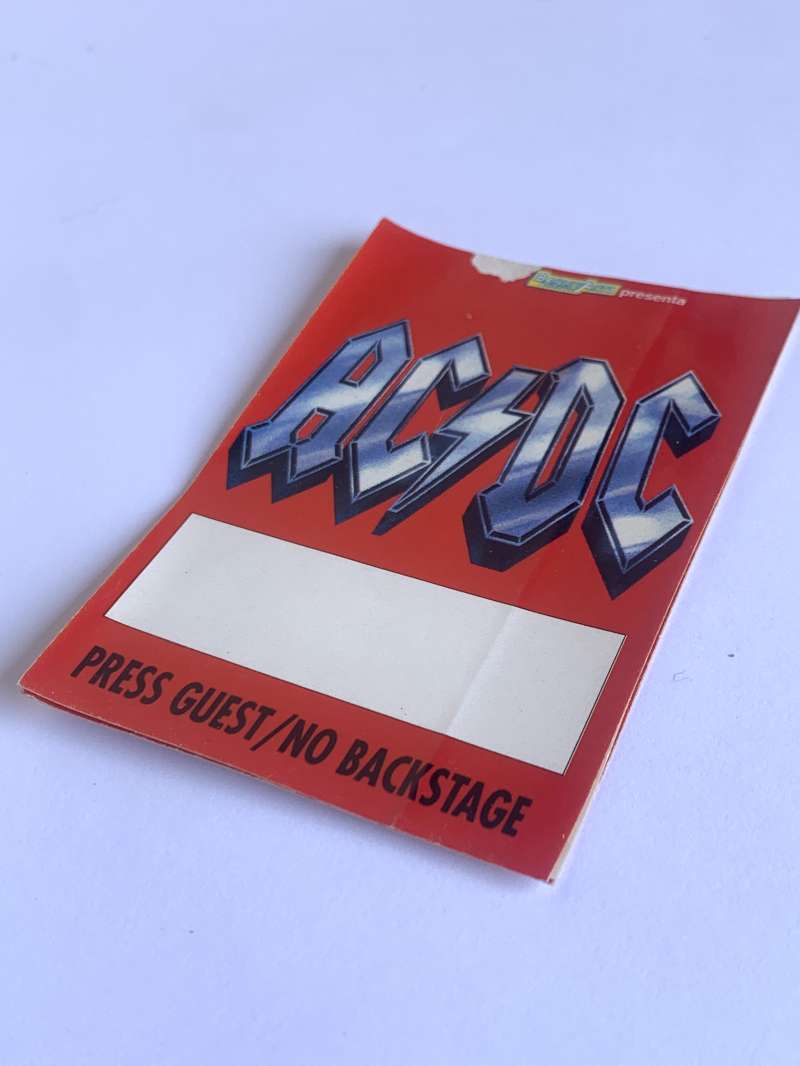 presenta
AC/DC
PRESS GUEST/NO BACKSTAGE